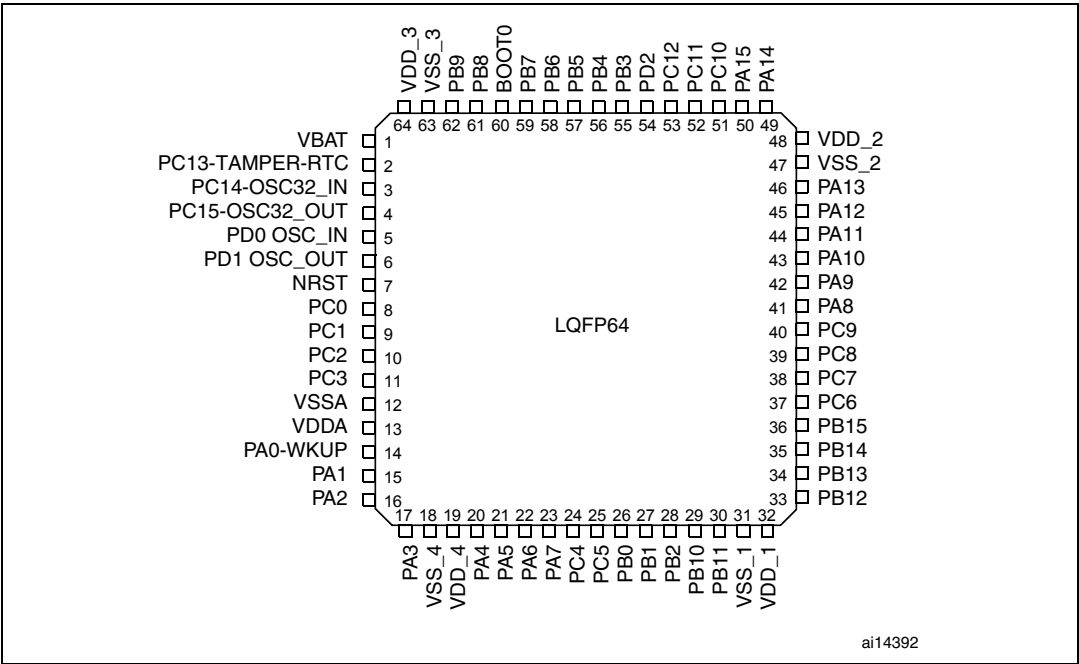 VDD_3
VSS_3
PB9
PB8
BOOT0
PB7
PB6
PB5
PB4
PB3
PD2
PC12
PC11
PC10
PA15
PA14
64 63 62 61 60 59 58 57 56 55 54 53 52 51 50 49
VBAT 1
PC13-TAMPER-RTC 2
PC14-OSC32_IN 3
PC15-OSC32_OUT 4
PD0 OSC_IN 5
PD1 OSC_OUT 6
NRST 7
PC0 8
PC1 9
PC2 10
PC3 11
VSSA 12
VDDA 13
PA0-WKUP 14
PA1 15
PA2 16
LQFP64
48 VDD_2
47 VSS_2
46 PA13
45 PA12
44 PA11
43 PA10
42 PA9
41 PA8
40 PC9
39 PC8
38 PC7
37 PC6
36 PB15
35 PB14
34 PB13
33 PB12
17 18 19 20 21 22 23 24 25 26 27 28 29 30 31 32
PA3
VSS_4
VDD_4
PA4
PA5
PA6
PA7
PC4
PC5
PB0
PB1
PB2
PB10
PB11
VSS_1
VDD_1
ai14392